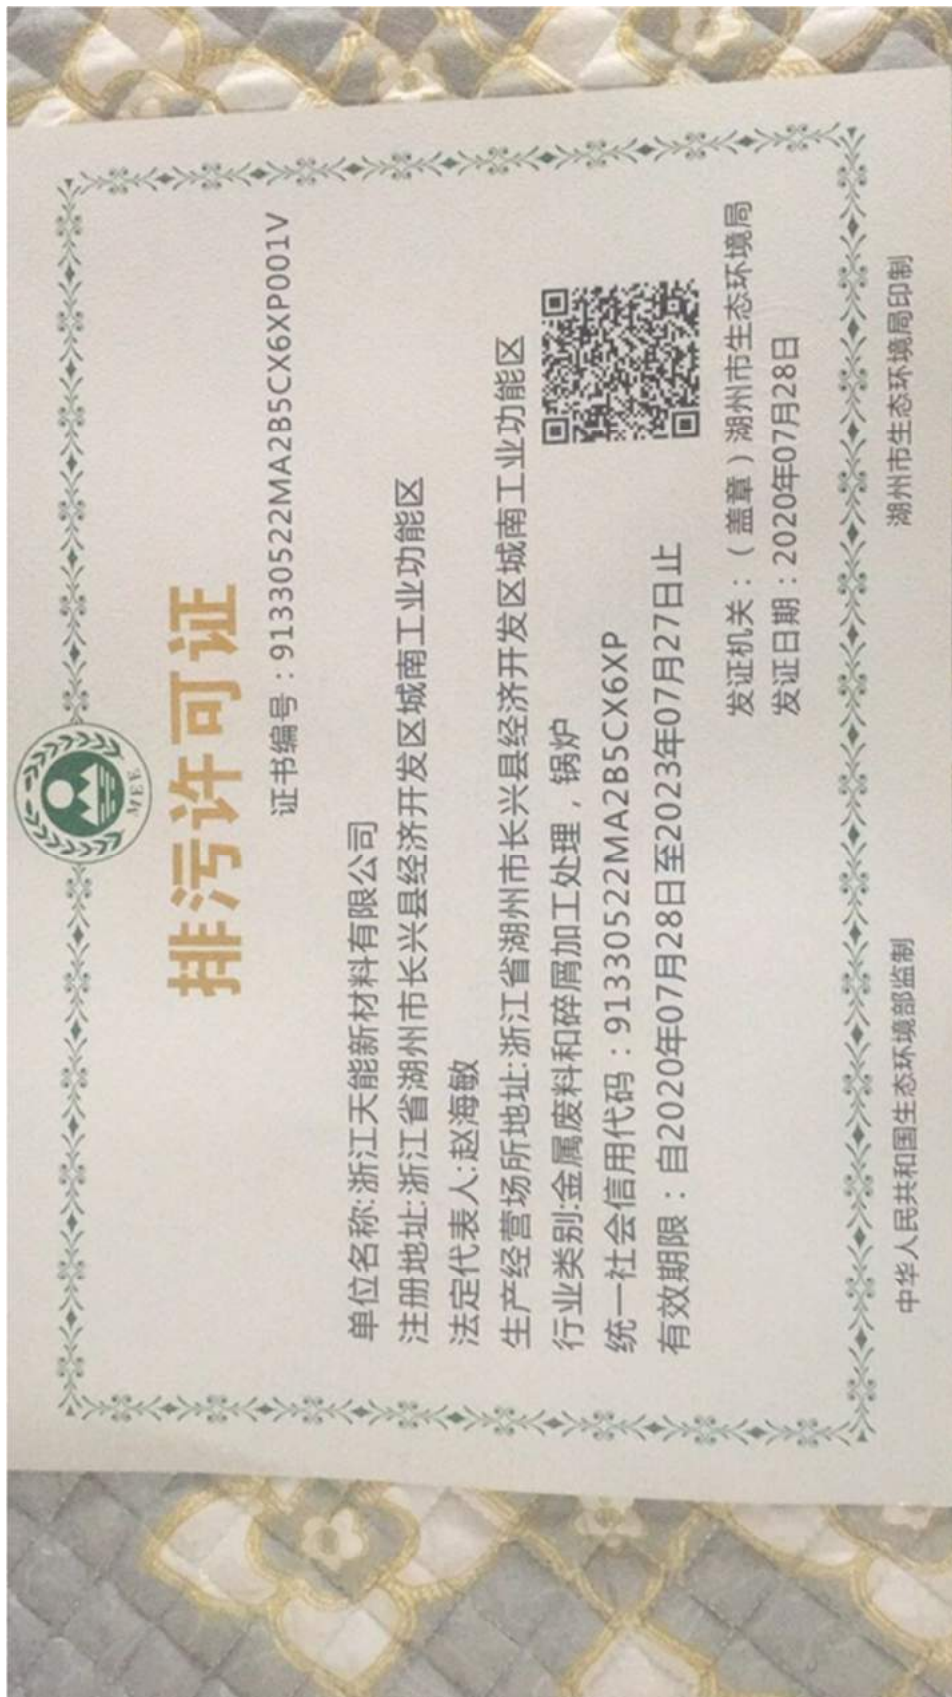 MEE
排污许可证
证书编号：91330522MA2B5CX6XP001V
单位名称:浙江天能新材料有限公司
注册地址:浙江省湖州市长兴县经济开发区城南工业功能区
法定代表人:赵海敏
生产经营场所地址:浙江省湖州市长兴县经济开发区城南工业功能区
行业类别:金属废料和碎屑加工处理，锅炉
统一社会信用代码：91330522MA2B5CX6XP
有效期限：自2020年07月28日至2023年07月27日止
发证机关：（盖章）湖州市生态环境局
发证日期：2020年07月28日
中华人民共和国生态环境部监制
湖州市生态环境局印制